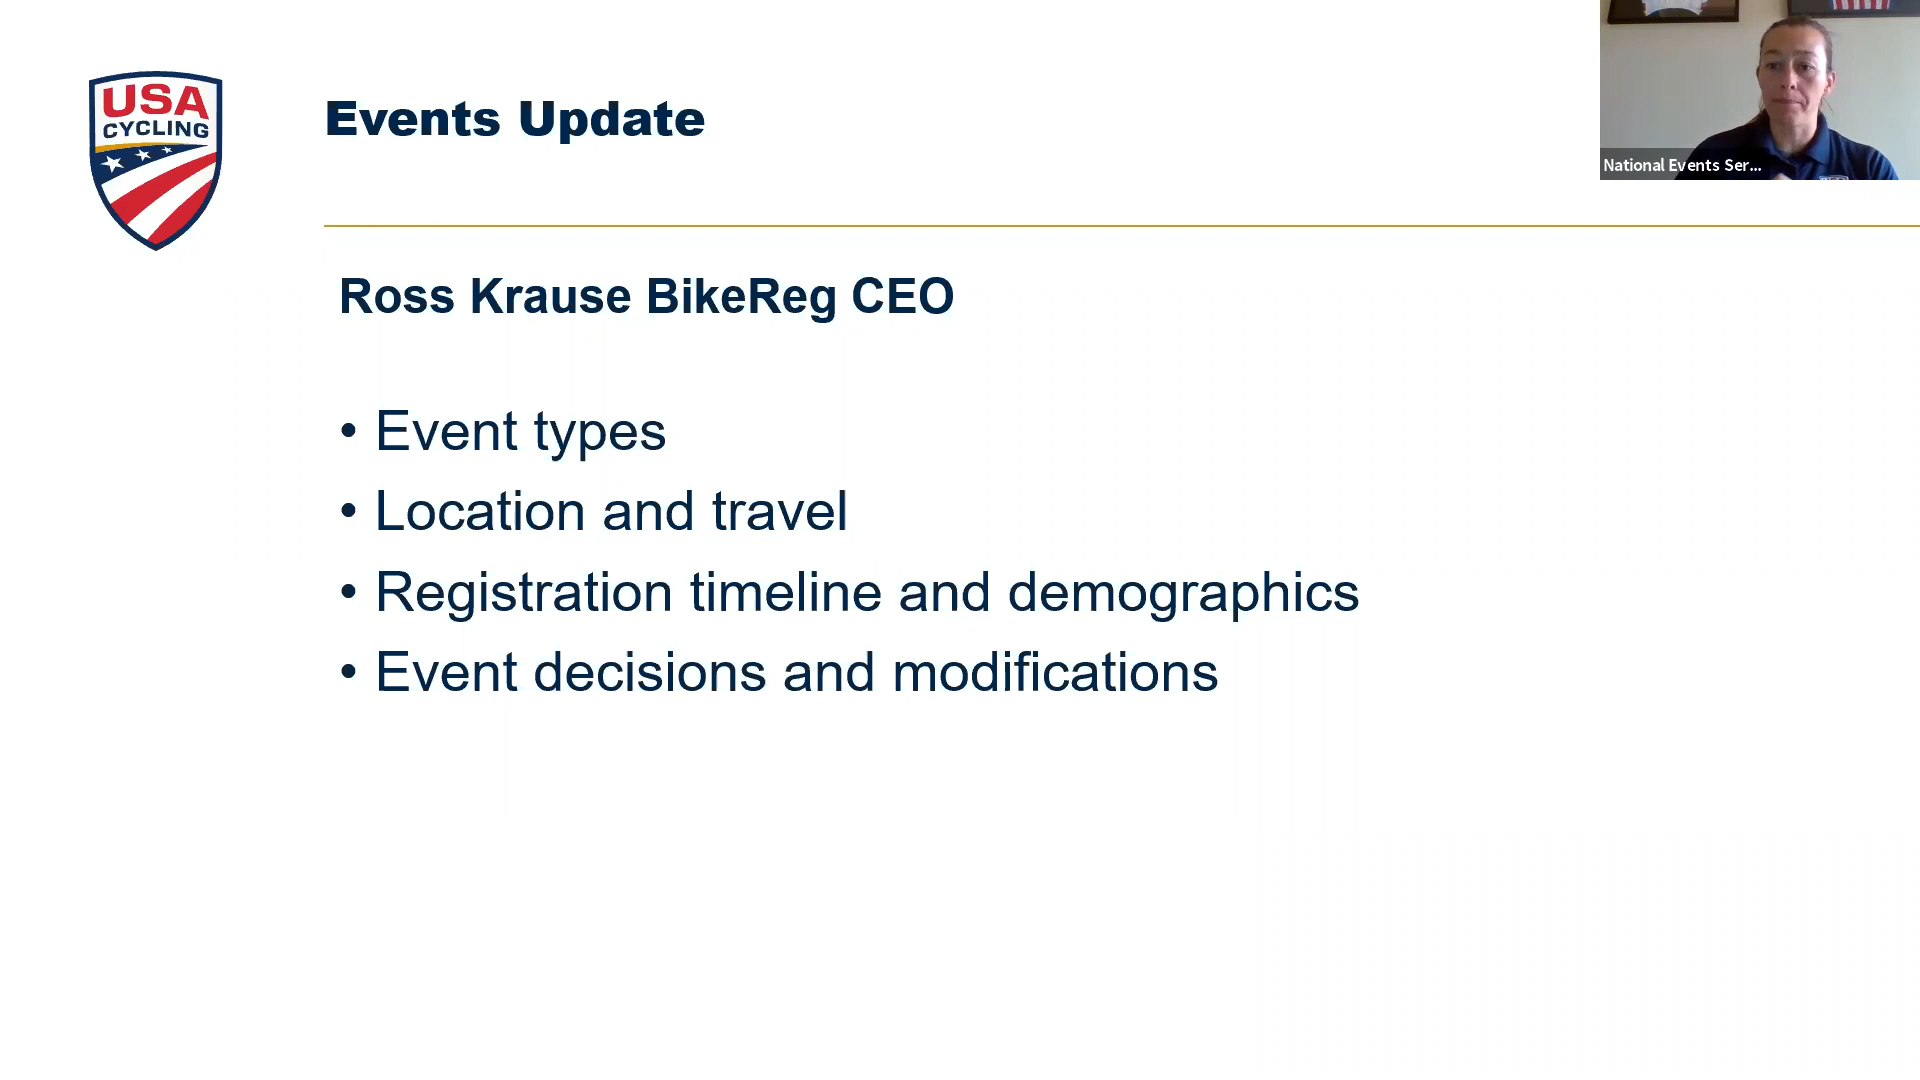 USA
CYCLING
Events Update
National Events Ser...
Ross Krause BikeReg CEO
• Event types
• Location and travel
• Registration timeline and demographics
• Event decisions and modifications